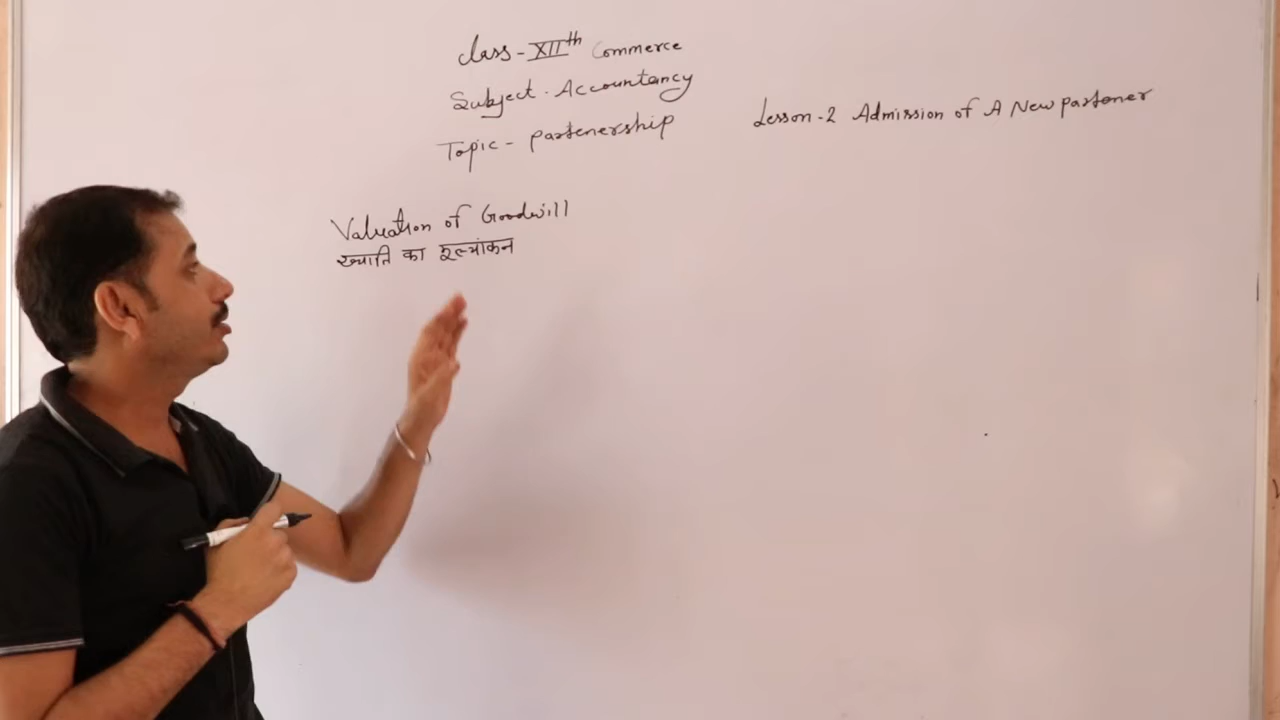 Class - XIIth Commerce
Subject . Accountancy
Topic - Partenership
Lesson - 2 Admission of A New Partener
Valuation of Goodwill
ख्याति का मूल्यांकन